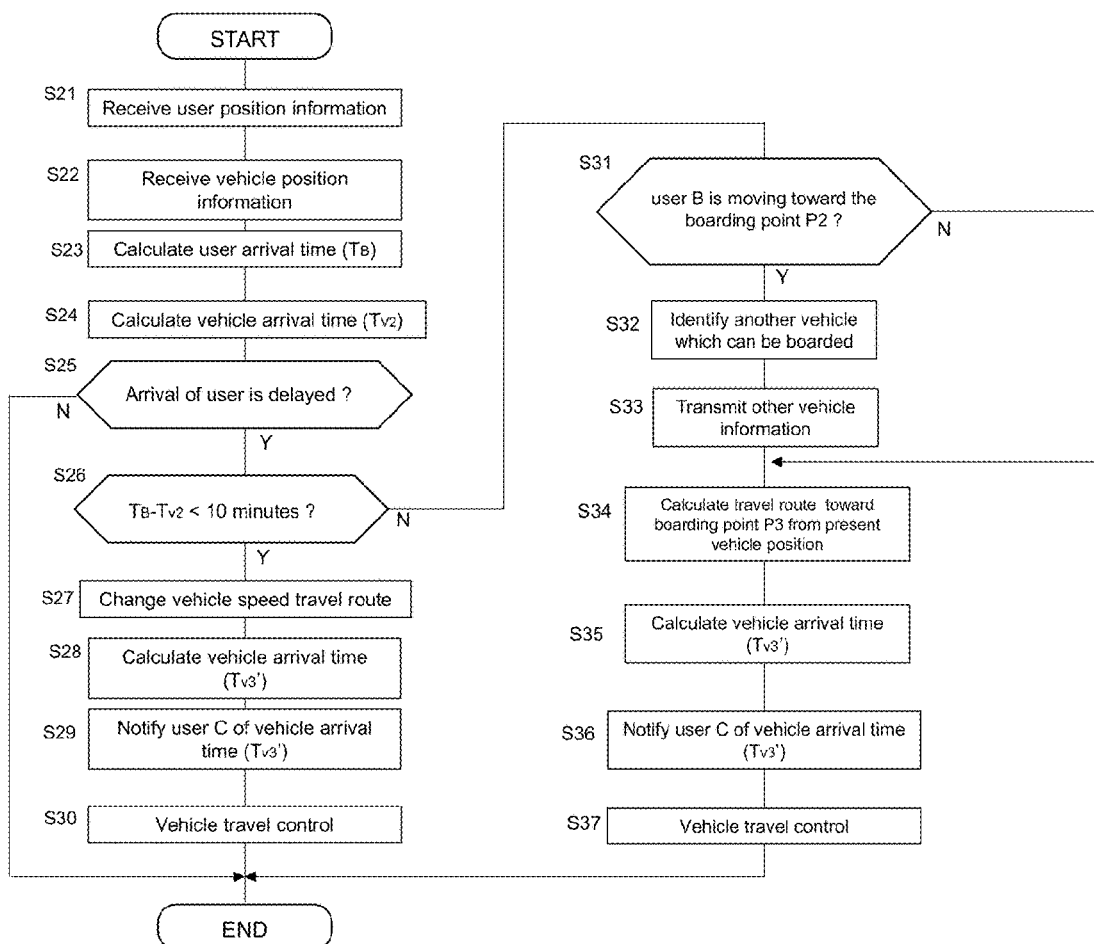 START
S21
Receive user position information
S22
Receive vehicle position
information
S23
Calculate user arrival time (TB)
S24
Calculate vehicle arrival time (Tv2)
S25
Arrival of user is delayed ?
N
Y
S26
TB-Tv2 < 10 minutes ?
N
Y
S27
Change vehicle speed travel route
S28
Calculate vehicle arrival time
(Tv3')
S29
Notify user C of vehicle arrival
time (Tv3')
S30
Vehicle travel control
END
S31
user B is moving toward the
boarding point P2 ?
N
Y
S32
Identify another vehicle
which can be boarded
S33
Transmit other vehicle
information
S34
Calculate travel route toward
boarding point P3 from present
vehicle position
S35
Calculate vehicle arrival time
(Tv3')
S36
Notify user C of vehicle arrival time
(Tv3')
S37
Vehicle travel control